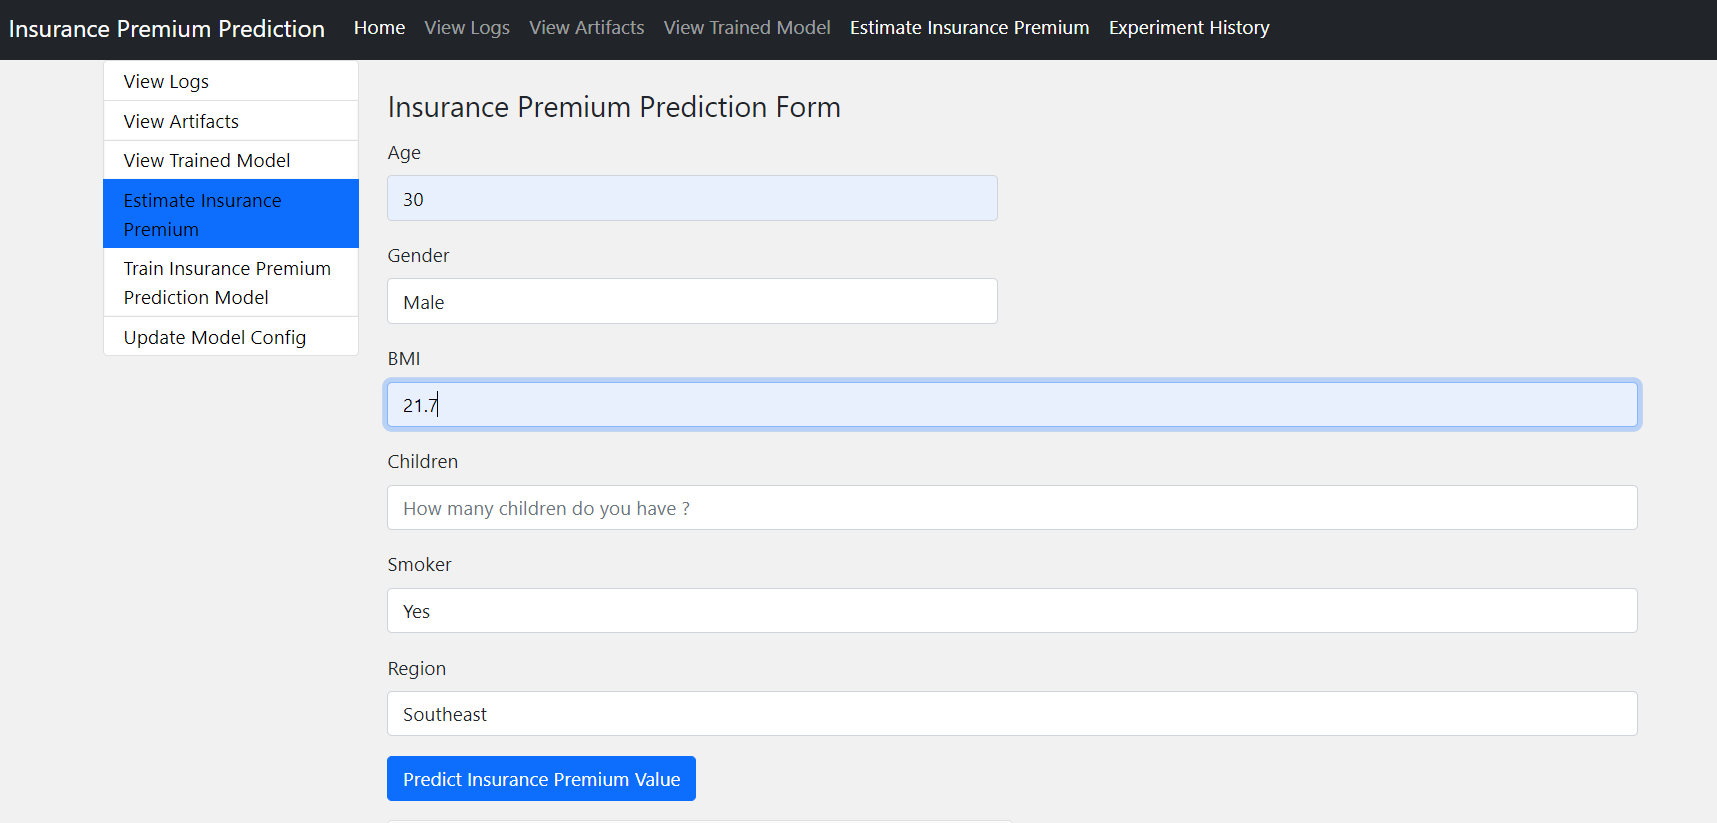 Insurance Premium Prediction Home View Logs View Artifacts View Trained Model Estimate Insurance Premium Experiment History
View Logs
View Artifacts
View Trained Model
Estimate Insurance
Premium
Train Insurance Premium
Prediction Model
Update Model Config
Insurance Premium Prediction Form
Age
30
Gender
Male
BMI
21.7
Children
How many children do you have ?
Smoker
Yes
Region
Southeast
Predict Insurance Premium Value